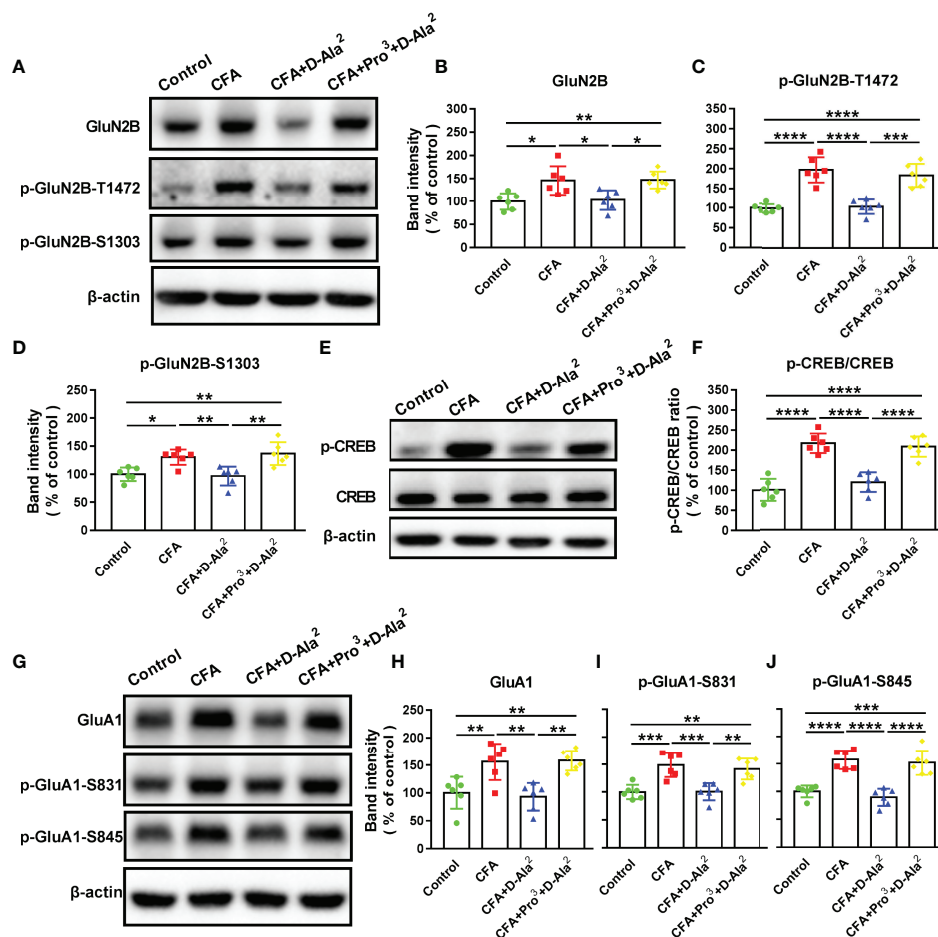 A
Control
CFA
CFA+D-Ala²
CFA+Pro³+D-Ala²
GluN2B
p-GluN2B-T1472
p-GluN2B-S1303
β-actin
B
GluN2B
Band intensity
( % of control )
350
300
250
200
150
100
50
0
**
* * *
Control
CFA
CFA+D-Ala²
CFA+Pro³+D-Ala²
C
p-GluN2B-T1472
350
300
250
200
150
100
50
0
****
**** **** ***
Control
CFA
CFA+D-Ala²
CFA+Pro³+D-Ala²
D
p-GluN2B-S1303
Band intensity
( % of control )
250
200
150
100
50
0
**
* ** **
Control
CFA
CFA+D-Ala²
CFA+Pro³+D-Ala²
E
Control
CFA
CFA+D-Ala²
CFA+Pro³+D-Ala²
p-CREB
CREB
β-actin
F
p-CREB/CREB
p-CREB/CREB ratio
( % of control )
350
300
250
200
150
100
50
0
****
**** **** ****
Control
CFA
CFA+D-Ala²
CFA+Pro³+D-Ala²
G
Control
CFA
CFA+D-Ala²
CFA+Pro³+D-Ala²
GluA1
p-GluA1-S831
p-GluA1-S845
β-actin
H
GluA1
Band intensity
( % of control )
250
200
150
100
50
0
**
** ** **
Control
CFA
CFA+D-Ala²
CFA+Pro³+D-Ala²
I
p-GluA1-S831
**
*** *** **
Control
CFA
CFA+D-Ala²
CFA+Pro³+D-Ala²
J
p-GluA1-S845
***
**** **** ****
Control
CFA
CFA+D-Ala²
CFA+Pro³+D-Ala²